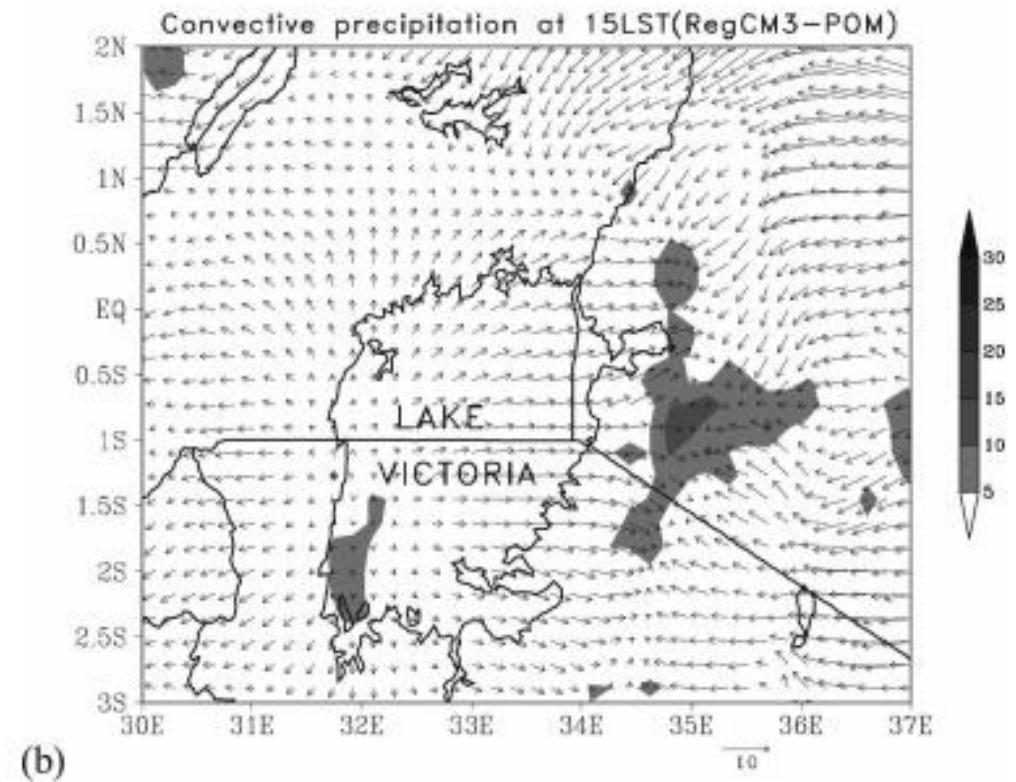 Convective precipitation at 15LST(RegCM3-POM)
2N
1.5N
1N
0.5N
EQ
0.5S
1S
1.5S
2S
2.5S
3S
LAKE
VICTORIA
30
25
20
15
10
5
30E 31E 32E 33E 34E 35E 36E 37E
10
(b)